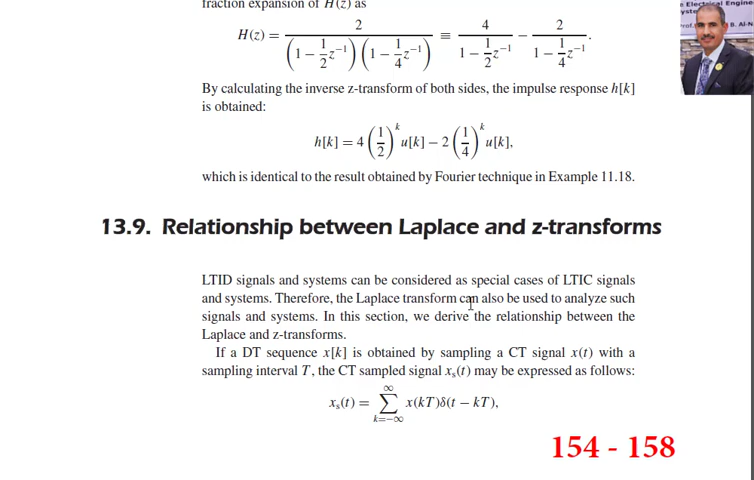 fraction expansion of H(z) as
H(z) = 2 / ((1 − 1/2 z⁻¹)(1 − 1/4 z⁻¹)) ≡ 4 / (1 − 1/2 z⁻¹) − 2 / (1 − 1/4 z⁻¹).
By calculating the inverse z-transform of both sides, the impulse response h[k]
is obtained:
h[k] = 4 (1/2)^k u[k] − 2 (1/4)^k u[k],
which is identical to the result obtained by Fourier technique in Example 11.18.
13.9. Relationship between Laplace and z-transforms
LTID signals and systems can be considered as special cases of LTIC signals
and systems. Therefore, the Laplace transform can also be used to analyze such
signals and systems. In this section, we derive the relationship between the
Laplace and z-transforms.
If a DT sequence x[k] is obtained by sampling a CT signal x(t) with a
sampling interval T, the CT sampled signal xₛ(t) may be expressed as follows:
xₛ(t) = ∑_{k=−∞}^{∞} x(kT)δ(t − kT),
154 - 158